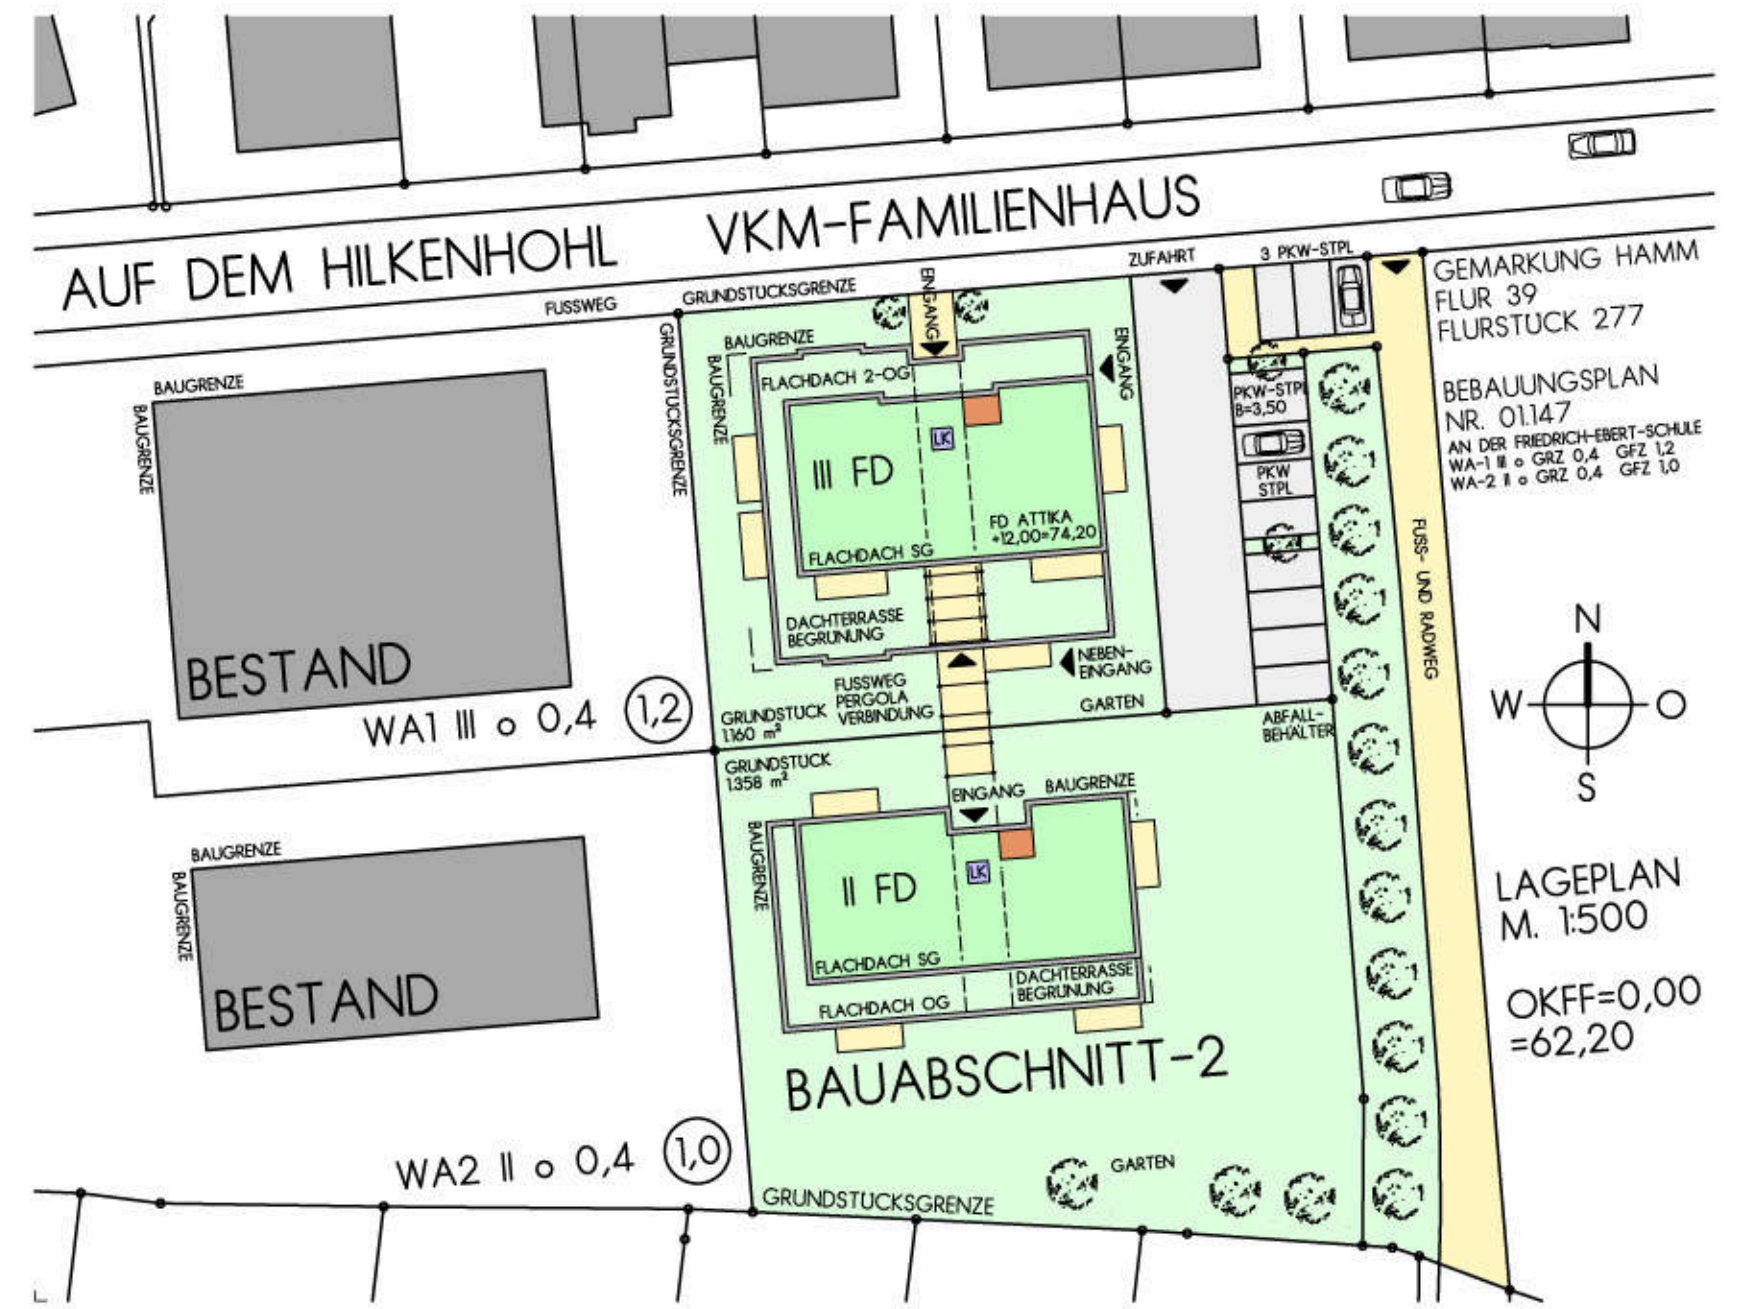 AUF DEM HILKENHOHL
VKM-FAMILIENHAUS
FUSSWEG
GRUNDSTÜCKSGRENZE
GRUNDSTÜCKSGRENZE
EINGANG
ZUFAHRT
3 PKW-STPL
GEMARKUNG HAMM
FLUR 39
FLURSTÜCK 277
BEBAUUNGSPLAN
NR. 01.147
AN DER FRIEDRICH-EBERT-SCHULE
WA-1 III o GRZ 0,4 GFZ 1,2
WA-2 II o GRZ 0,4 GFZ 1,0
BAUGRENZE
BAUGRENZE
BESTAND
BAUGRENZE
BAUGRENZE
FLACHDACH 2-OG
EINGANG
LK
III FD
FD ATTIKA
+12,00=74,20
FLACHDACH SG
DACHTERRASSE
BEGRÜNUNG
PKW-STPL
B=3,50
PKW
STPL
FUSS- UND RADWEG
NEBEN-
EINGANG
FUSSWEG
PERGOLA
VERBINDUNG
GARTEN
ABFALL-
BEHÄLTER
WA1 III o 0,4 1,2
GRUNDSTÜCK
1.160 m²
GRUNDSTÜCK
1.358 m²
N
W O
S
BAUGRENZE
BAUGRENZE
BESTAND
EINGANG
BAUGRENZE
BAUGRENZE
LK
II FD
FLACHDACH SG
DACHTERRASSE
BEGRÜNUNG
FLACHDACH OG
BAUABSCHNITT-2
LAGEPLAN
M. 1:500
OKFF=0,00
=62,20
WA2 II o 0,4 1,0
GARTEN
GRUNDSTÜCKSGRENZE